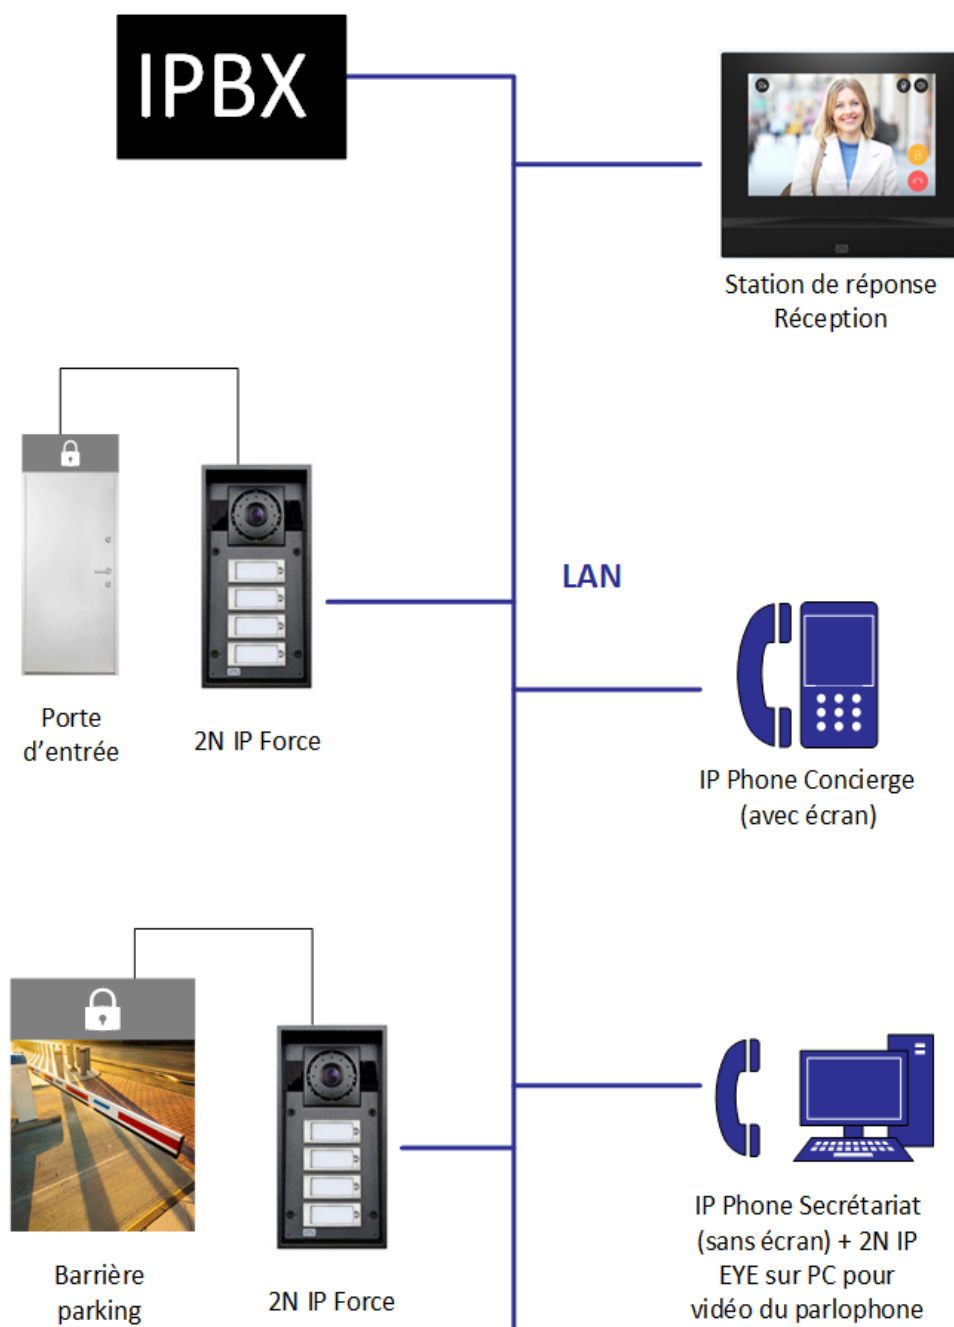 IPBX
Station de réponse
Réception
LAN
Porte
d’entrée
2N IP Force
IP Phone Concierge
(avec écran)
Barrière
parking
2N IP Force
IP Phone Secrétariat
(sans écran) + 2N IP
EYE sur PC pour
vidéo du parlophone